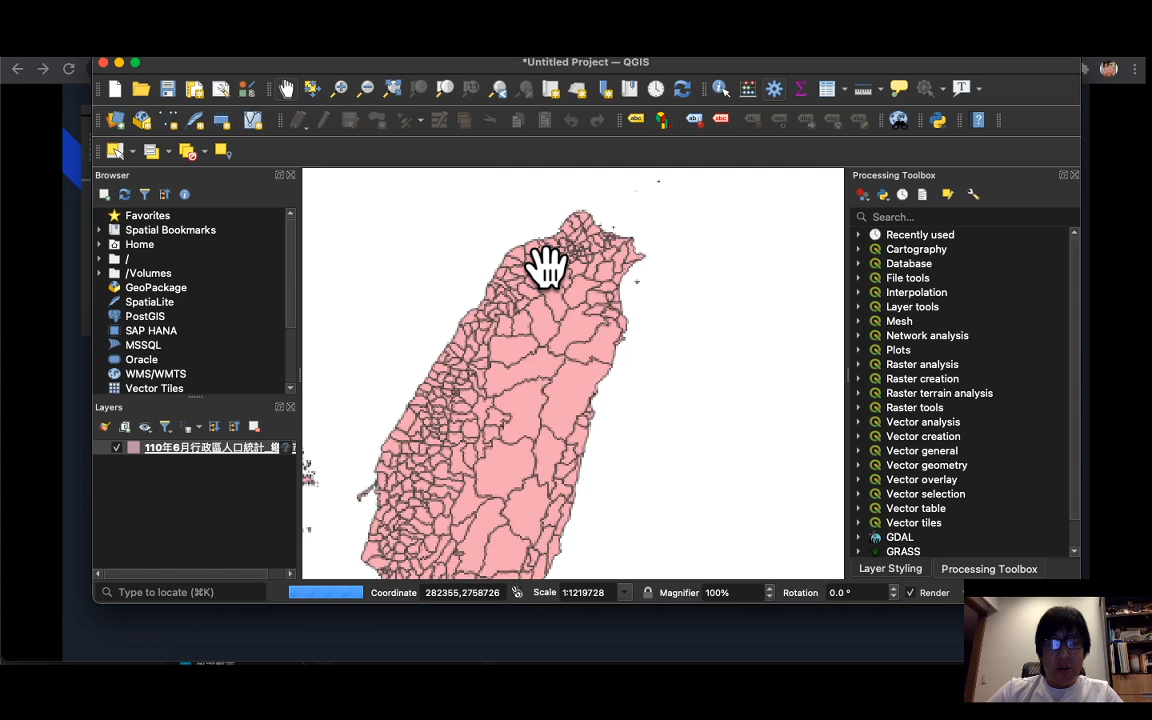 *Untitled Project — QGIS
Browser
Favorites
Spatial Bookmarks
Home
/
/Volumes
GeoPackage
SpatiaLite
PostGIS
SAP HANA
MSSQL
Oracle
WMS/WMTS
Vector Tiles
Layers
110年6月行政區人口統計_鄉
Processing Toolbox
Search...
Recently used
Cartography
Database
File tools
Interpolation
Layer tools
Mesh
Network analysis
Plots
Raster analysis
Raster creation
Raster terrain analysis
Raster tools
Vector analysis
Vector creation
Vector general
Vector geometry
Vector overlay
Vector selection
Vector table
Vector tiles
GDAL
GRASS
Layer Styling
Processing Toolbox
Type to locate (⌘K)
Coordinate 282355,2758726
Scale 1:1219728
Magnifier 100%
Rotation 0.0 °
Render